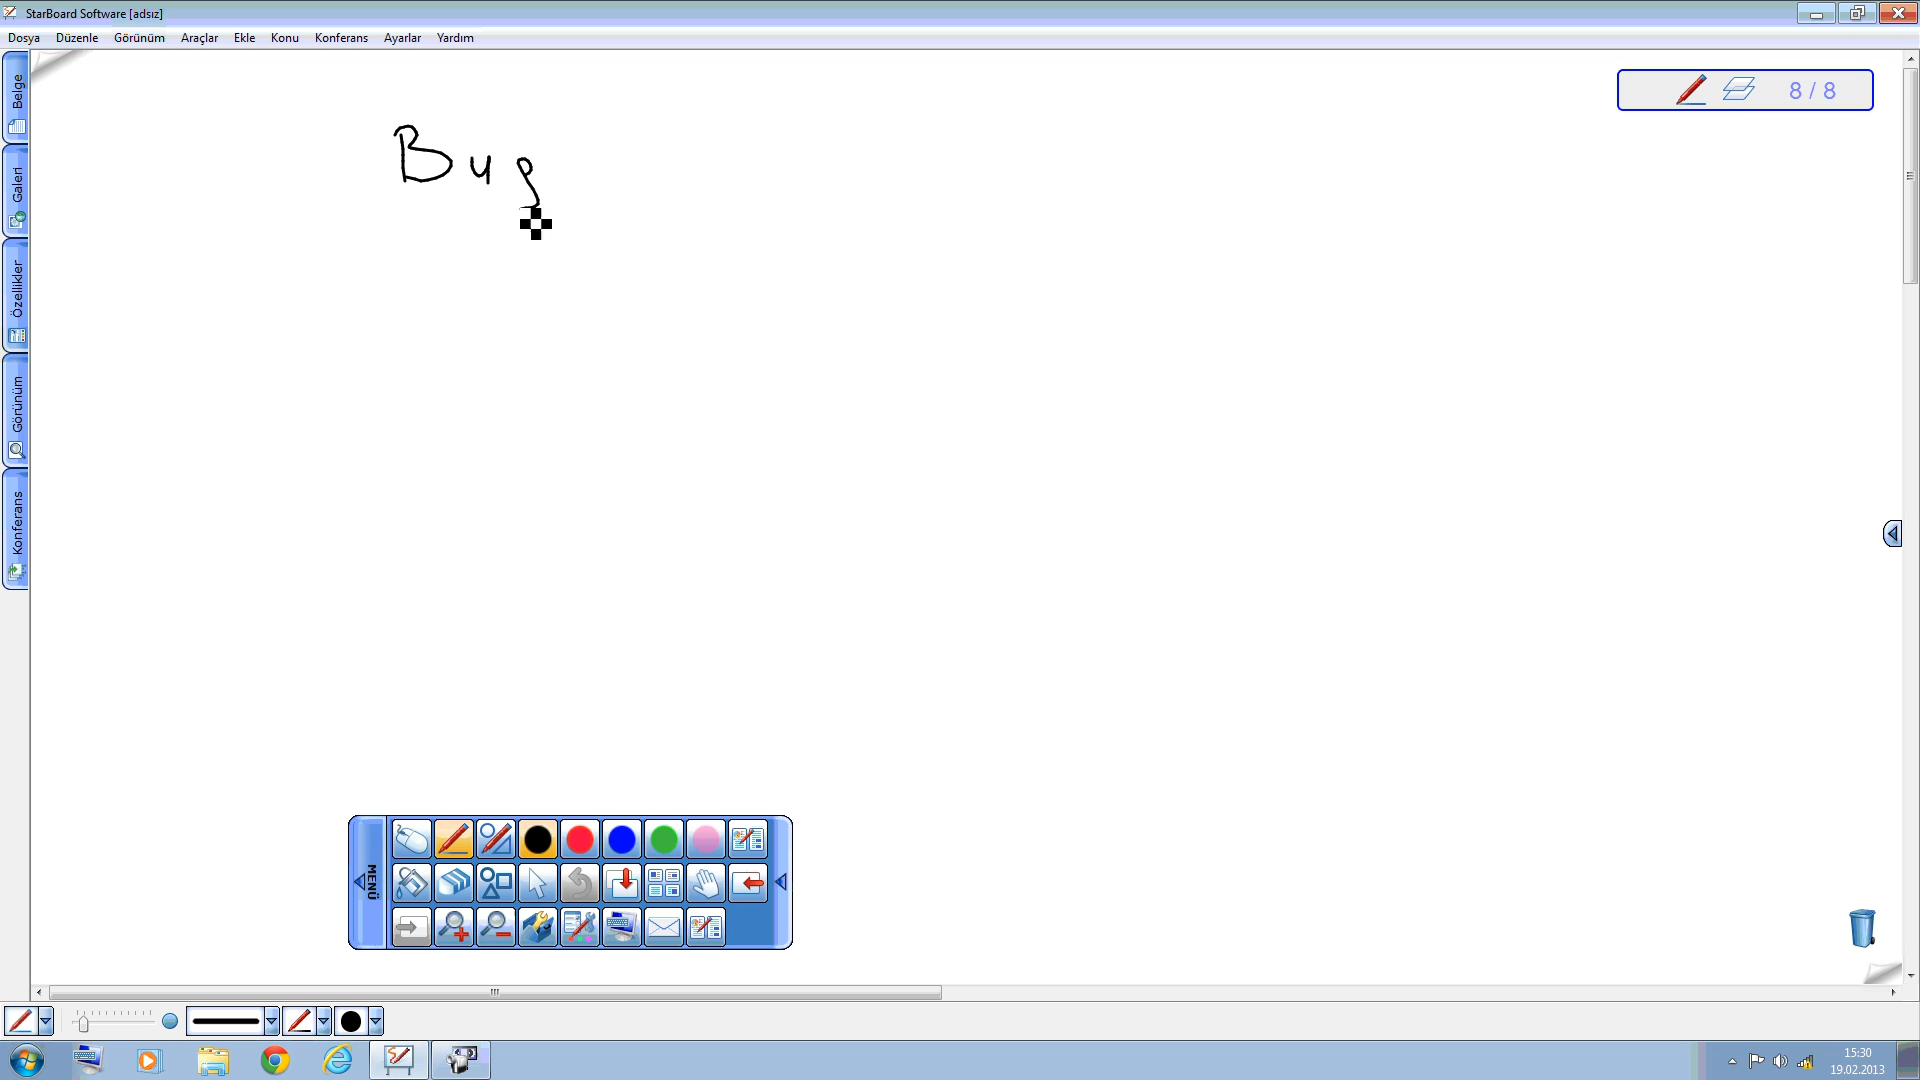 StarBoard Software [adsız]
Dosya Düzenle Görünüm Araçlar Ekle Konu Konferans Ayarlar Yardım
8 / 8
Belge
Galeri
Özellikler
Görünüm
Konferans
Bug
MENÜ
15:30
19.02.2013